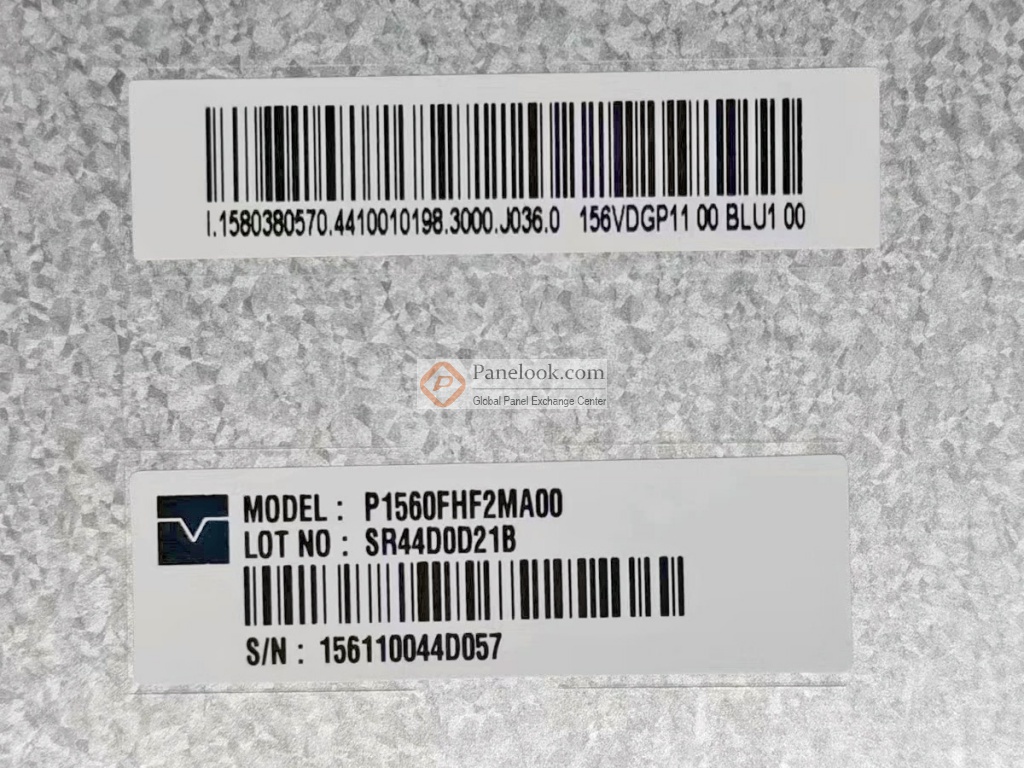 I.1580380570.4410010198.3000.J036.0 156VDGP11 00 BLU1 00
Panelook.com
Global Panel Exchange Center
MODEL : P1560FHF2MA00
LOT NO : SR44D0D21B
S/N : 156110044D057